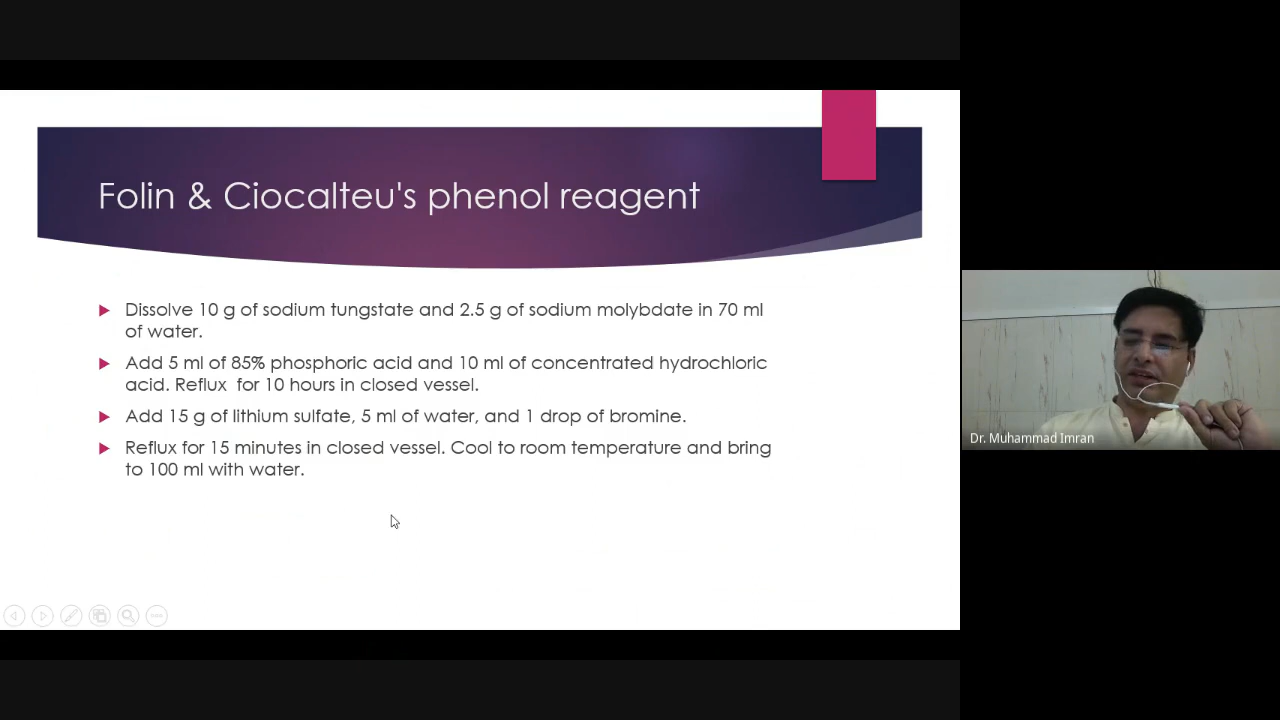 Folin & Ciocalteu's phenol reagent
Dissolve 10 g of sodium tungstate and 2.5 g of sodium molybdate in 70 ml
of water.
Add 5 ml of 85% phosphoric acid and 10 ml of concentrated hydrochloric
acid. Reflux  for 10 hours in closed vessel.
Add 15 g of lithium sulfate, 5 ml of water, and 1 drop of bromine.
Reflux for 15 minutes in closed vessel. Cool to room temperature and bring
to 100 ml with water.
Dr. Muhammad Imran